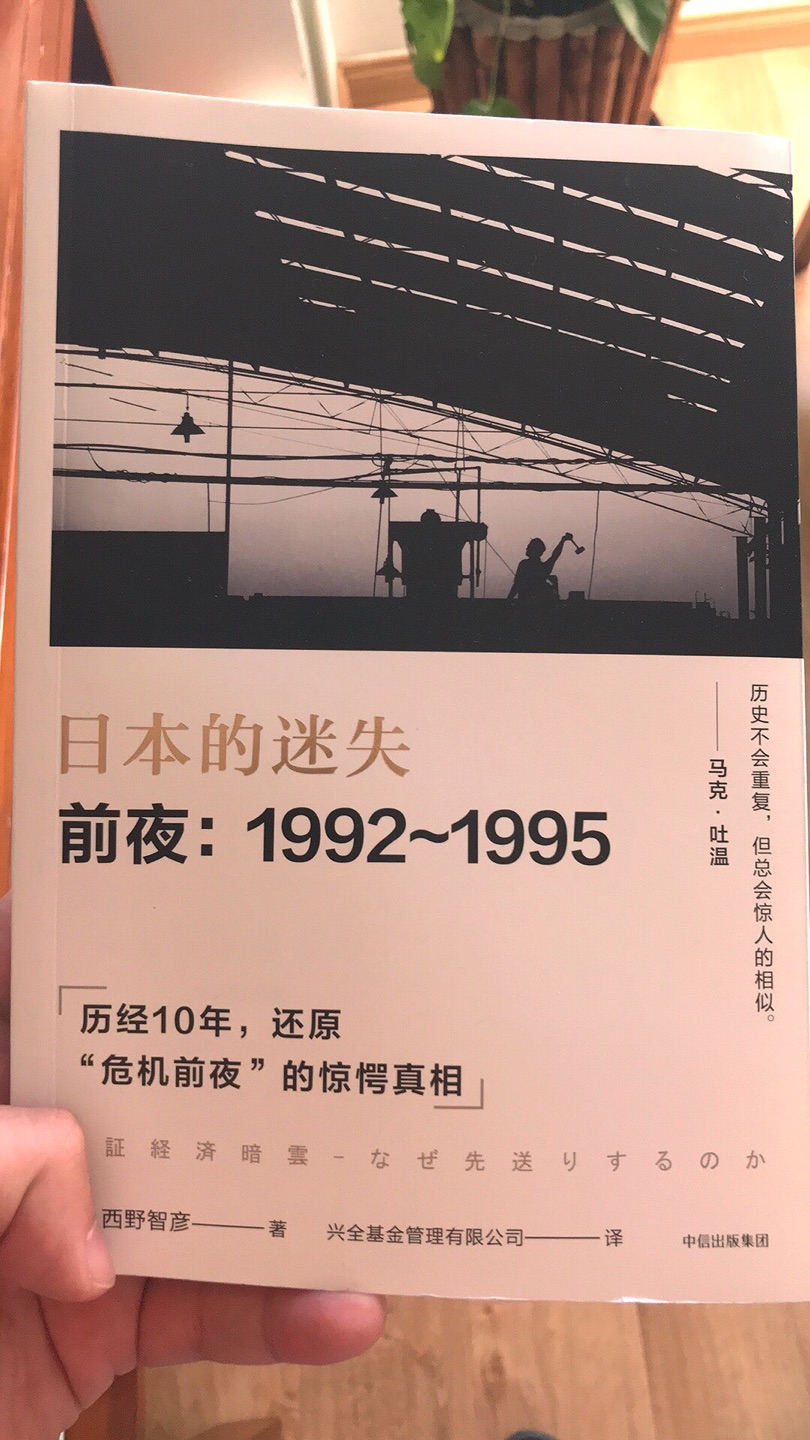 日本的迷失
前夜：1992~1995
历史不会重复，但总会惊人的相似。
——马克·吐温
历经10年，还原
“危机前夜”的惊愕真相
証経済暗雲－なぜ先送りするのか
西野智彦——著 兴全基金管理有限公司——译 中信出版集团